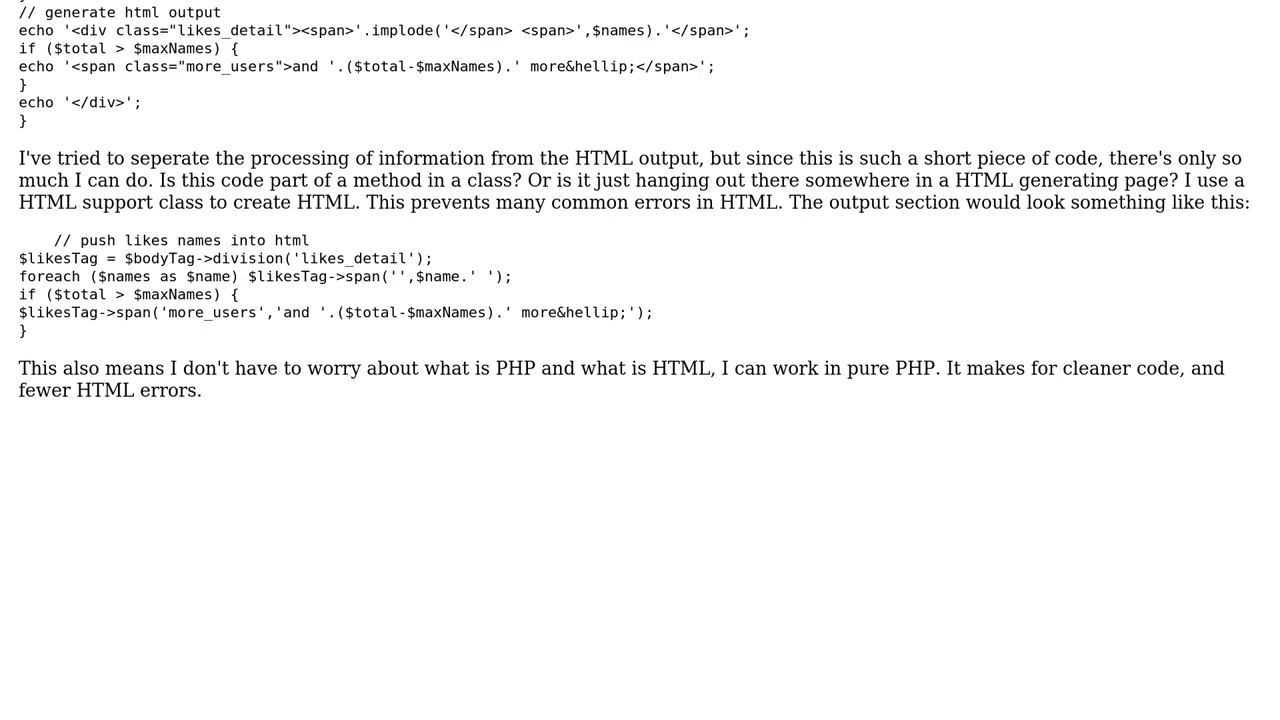 // generate html output
echo '<div class="likes_detail"><span>'.implode('</span> <span>',$names).'</span>';
if ($total > $maxNames) {
echo '<span class="more_users">and '.($total-$maxNames).' more&hellip;</span>';
}
echo '</div>';
}
I've tried to seperate the processing of information from the HTML output, but since this is such a short piece of code, there's only so
much I can do. Is this code part of a method in a class? Or is it just hanging out there somewhere in a HTML generating page? I use a
HTML support class to create HTML. This prevents many common errors in HTML. The output section would look something like this:
// push likes names into html
$likesTag = $bodyTag->division('likes_detail');
foreach ($names as $name) $likesTag->span('',$name.' ');
if ($total > $maxNames) {
$likesTag->span('more_users','and '.($total-$maxNames).' more&hellip;');
}
This also means I don't have to worry about what is PHP and what is HTML, I can work in pure PHP. It makes for cleaner code, and
fewer HTML errors.